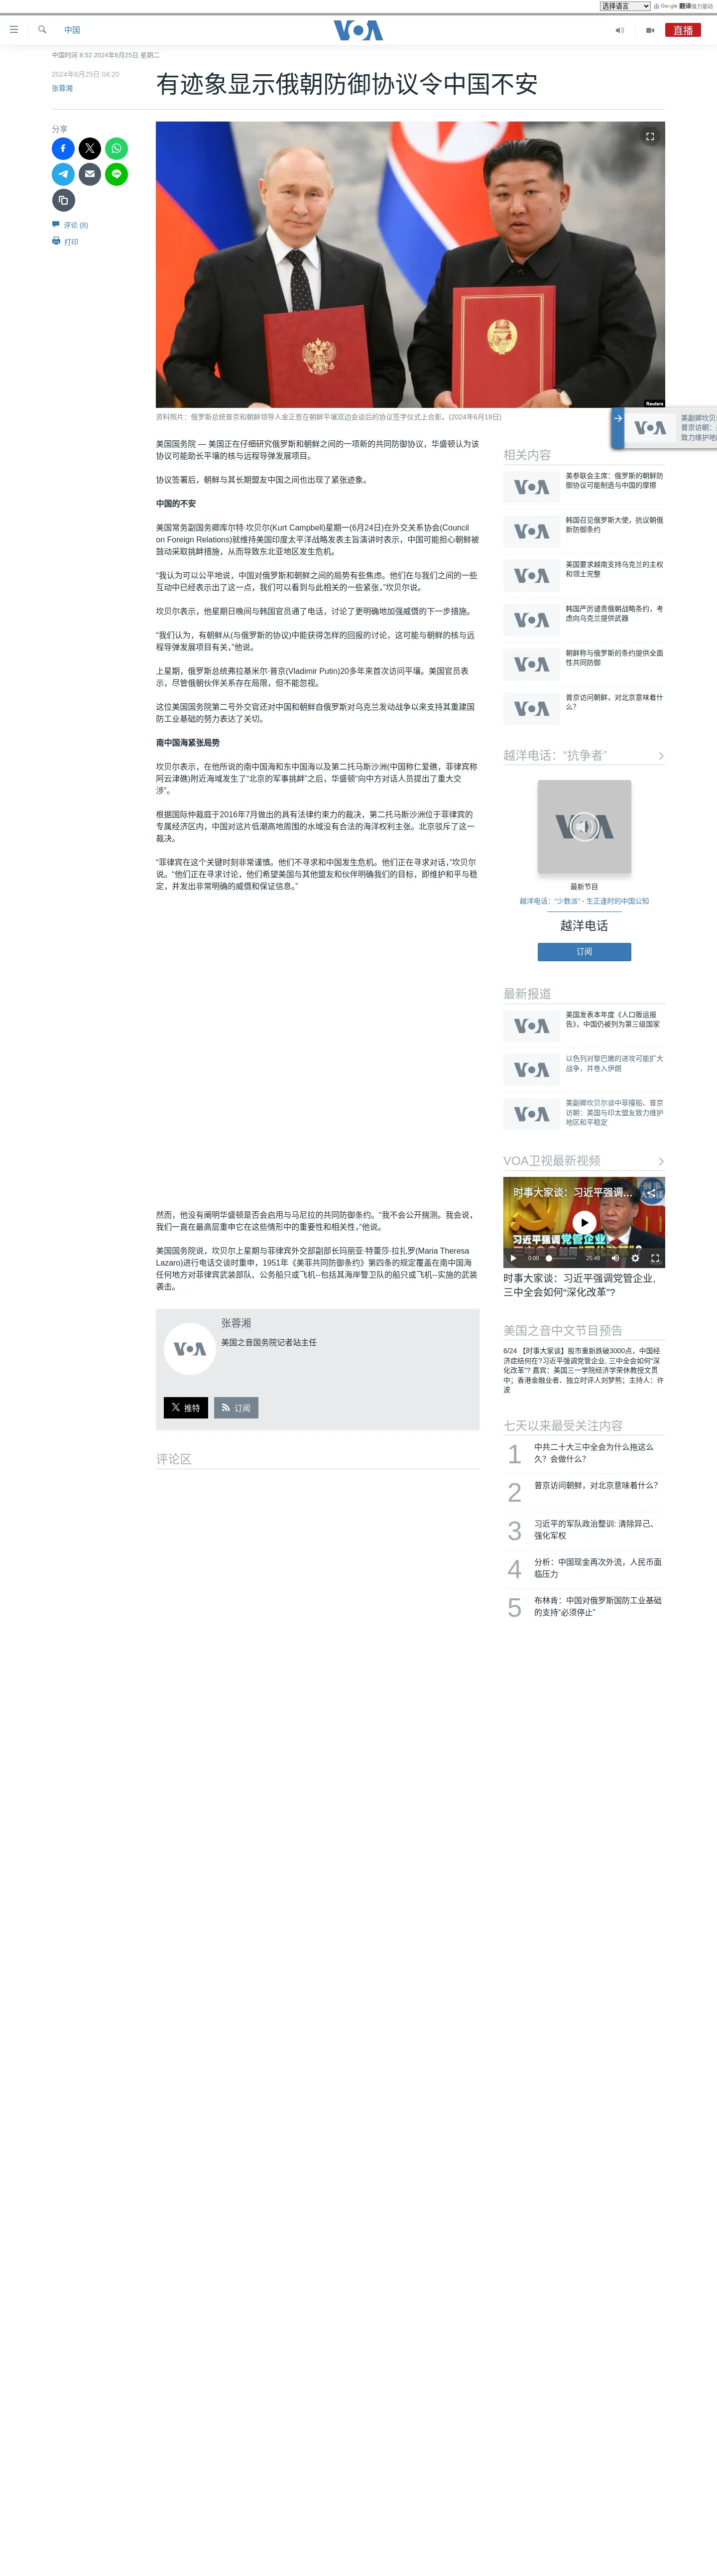 选择语言 由 Google 翻译强力驱动
中国
VOA
直播
中国时间 6:52 2024年6月25日 星期二
2024年6月25日 04:20
张蓉湘
有迹象显示俄朝防御协议令中国不安
分享
评论 (8)
打印
Reuters
资料照片：俄罗斯总统普京和朝鲜领导人金正恩在朝鲜平壤双边会谈后的协议签字仪式上合影。(2024年6月19日)
美国国务院 — 美国正在仔细研究俄罗斯和朝鲜之间的一项新的共同防御协议，华盛顿认为该
协议可能助长平壤的核与远程导弹发展项目。
协议签署后，朝鲜与其长期盟友中国之间也出现了紧张迹象。
中国的不安
美国常务副国务卿库尔特·坎贝尔(Kurt Campbell)星期一(6月24日)在外交关系协会(Council
on Foreign Relations)就维持美国印度太平洋战略发表主旨演讲时表示，中国可能担心朝鲜被
鼓动采取挑衅措施，从而导致东北亚地区发生危机。
“我认为可以公平地说，中国对俄罗斯和朝鲜之间的局势有些焦虑。他们在与我们之间的一些
互动中已经表示出了这一点，我们可以看到与此相关的一些紧张，”坎贝尔说。
坎贝尔表示，他星期日晚间与韩国官员通了电话，讨论了更明确地加强威慑的下一步措施。
“我们认为，有朝鲜从(与俄罗斯的协议)中能获得怎样的回报的讨论，这可能与朝鲜的核与远
程导弹发展项目有关，”他说。
上星期，俄罗斯总统弗拉基米尔·普京(Vladimir Putin)20多年来首次访问平壤。美国官员表
示，尽管俄朝伙伴关系存在局限，但不能忽视。
这位美国国务院第二号外交官还对中国和朝鲜自俄罗斯对乌克兰发动战争以来支持其重建国
防工业基础的努力表达了关切。
南中国海紧张局势
坎贝尔表示，在他所说的南中国海和东中国海以及第二托马斯沙洲(中国称仁爱礁，菲律宾称
阿云津礁)附近海域发生了“北京的军事挑衅”之后，华盛顿“向中方对话人员提出了重大交
涉”。
根据国际仲裁庭于2016年7月做出的具有法律约束力的裁决，第二托马斯沙洲位于菲律宾的
专属经济区内，中国对这片低潮高地周围的水域没有合法的海洋权利主张。北京驳斥了这一
裁决。
“菲律宾在这个关键时刻非常谨慎。他们不寻求和中国发生危机。他们正在寻求对话，”坎贝尔
说。“他们正在寻求讨论，他们希望美国与其他盟友和伙伴明确我们的目标，即维护和平与稳
定，并发出非常明确的威慑和保证信息。”
然而，他没有阐明华盛顿是否会启用与马尼拉的共同防御条约。“我不会公开揣测。我会说，
我们一直在最高层重申它在这些情形中的重要性和相关性，”他说。
美国国务院说，坎贝尔上星期与菲律宾外交部副部长玛丽亚·特蕾莎·拉扎罗(Maria Theresa
Lazaro)进行电话交谈时重申，1951年《美菲共同防御条约》第四条的规定覆盖在南中国海
任何地方对菲律宾武装部队、公务船只或飞机--包括其海岸警卫队的船只或飞机--实施的武装
袭击。
张蓉湘
VOA
美国之音国务院记者站主任
推特
订阅
评论区
VOA
美副卿坎贝
普京访朝：
致力维护地
相关内容
VOA
美参联会主席：俄罗斯的朝鲜防
御协议可能制造与中国的摩擦
VOA
韩国召见俄罗斯大使，抗议朝俄
新防御条约
VOA
美国要求越南支持乌克兰的主权
和领土完整
VOA
韩国严厉谴责俄朝战略条约，考
虑向乌克兰提供武器
VOA
朝鲜称与俄罗斯的条约提供全面
性共同防御
VOA
普京访问朝鲜，对北京意味着什
么？
越洋电话：“抗争者”
VOA
最新节目
越洋电话：“少数派” - 生正逢时的中国公知
越洋电话
订阅
最新报道
VOA
美国发表本年度《人口贩运报
告》，中国仍被列为第三级国家
VOA
以色列对黎巴嫩的进攻可能扩大
战争，并卷入伊朗
VOA
美副卿坎贝尔谈中菲撞船、普京
访朝：美国与印太盟友致力维护
地区和平稳定
VOA卫视最新视频
时事大家谈：习近平强调…
习近平强调党管企业
三中全会如何“深化改革”?
0:00
25:48
时事大家谈：习近平强调党管企业，
三中全会如何“深化改革”？
美国之音中文节目预告
6/24 【时事大家谈】股市重新跌破3000点，中国经
济症结何在?习近平强调党管企业, 三中全会如何“深
化改革”? 嘉宾：美国三一学院经济学荣休教授文贯
中；香港金融业者、独立时评人刘梦熊；主持人：许
波
七天以来最受关注内容
1
中共二十大三中全会为什么拖这么
久？会做什么？
2
普京访问朝鲜，对北京意味着什么？
3
习近平的军队政治整训: 清除异己、
强化军权
4
分析：中国现金再次外流，人民币面
临压力
5
布林肯：中国对俄罗斯国防工业基础
的支持“必须停止”